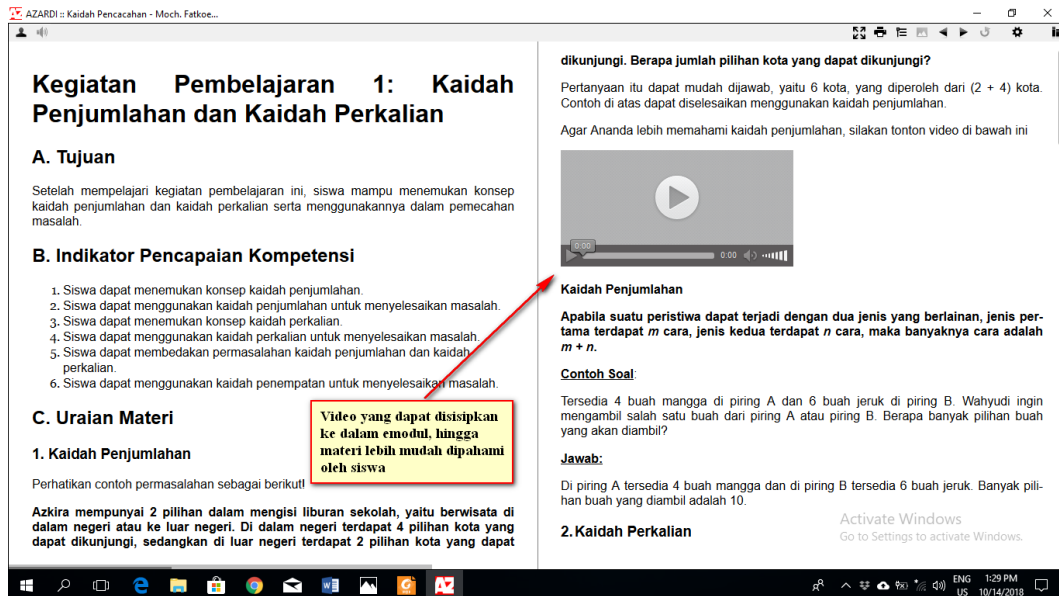 AZARDI :: Kaidah Pencacahan - Moch. Fatkoe...
Kegiatan Pembelajaran 1: Kaidah
Penjumlahan dan Kaidah Perkalian
A. Tujuan
Setelah mempelajari kegiatan pembelajaran ini, siswa mampu menemukan konsep
kaidah penjumlahan dan kaidah perkalian serta menggunakannya dalam pemecahan
masalah.
B. Indikator Pencapaian Kompetensi
1. Siswa dapat menemukan konsep kaidah penjumlahan.
2. Siswa dapat menggunakan kaidah penjumlahan untuk menyelesaikan masalah.
3. Siswa dapat menemukan konsep kaidah perkalian.
4. Siswa dapat menggunakan kaidah perkalian untuk menyelesaikan masalah.
5. Siswa dapat membedakan permasalahan kaidah penjumlahan dan kaidah
perkalian.
6. Siswa dapat menggunakan kaidah penempatan untuk menyelesaikan masalah.
C. Uraian Materi
1. Kaidah Penjumlahan
Perhatikan contoh permasalahan sebagai berikut!
Azkira mempunyai 2 pilihan dalam mengisi liburan sekolah, yaitu berwisata di
dalam negeri atau ke luar negeri. Di dalam negeri terdapat 4 pilihan kota yang
dapat dikunjungi, sedangkan di luar negeri terdapat 2 pilihan kota yang dapat
Video yang dapat disisipkan
ke dalam emodul, hingga
materi lebih mudah dipahami
oleh siswa
dikunjungi. Berapa jumlah pilihan kota yang dapat dikunjungi?
Pertanyaan itu dapat mudah dijawab, yaitu 6 kota, yang diperoleh dari (2 + 4) kota.
Contoh di atas dapat diselesaikan menggunakan kaidah penjumlahan.
Agar Ananda lebih memahami kaidah penjumlahan, silakan tonton video di bawah ini
0:00
0:00
Kaidah Penjumlahan
Apabila suatu peristiwa dapat terjadi dengan dua jenis yang berlainan, jenis per-
tama terdapat m cara, jenis kedua terdapat n cara, maka banyaknya cara adalah
m + n.
Contoh Soal:
Tersedia 4 buah mangga di piring A dan 6 buah jeruk di piring B. Wahyudi ingin
mengambil salah satu buah dari piring A atau piring B. Berapa banyak pilihan buah
yang akan diambil?
Jawab:
Di piring A tersedia 4 buah mangga dan di piring B tersedia 6 buah jeruk. Banyak pili-
han buah yang diambil adalah 10.
2. Kaidah Perkalian
Activate Windows
Go to Settings to activate Windows.
ENG 1:29 PM
US 10/14/2018